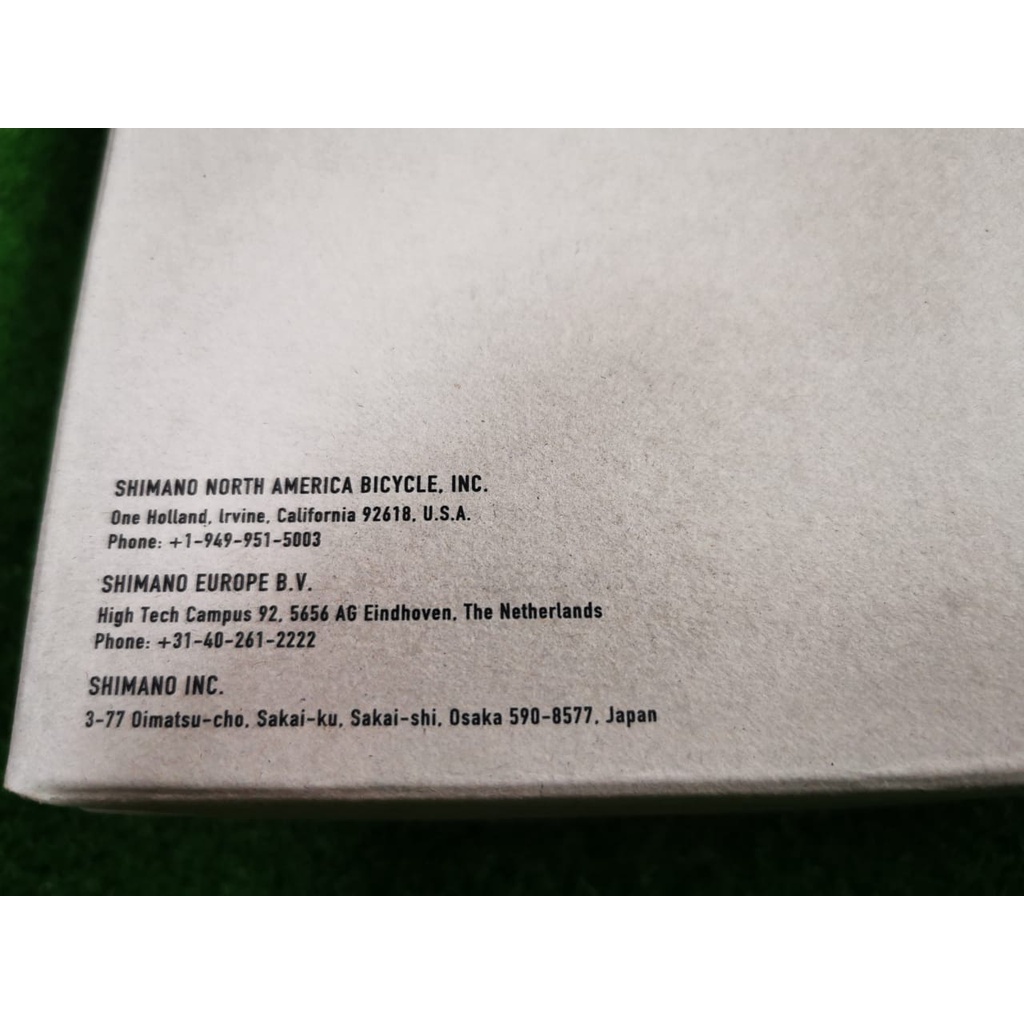 SHIMANO NORTH AMERICA BICYCLE, INC.
One Holland, Irvine, California 92618, U.S.A.
Phone: +1-949-951-5003
SHIMANO EUROPE B.V.
High Tech Campus 92, 5656 AG Eindhoven, The Netherlands
Phone: +31-40-261-2222
SHIMANO INC.
3-77 Oimatsu-cho, Sakai-ku, Sakai-shi, Osaka 590-8577, Japan